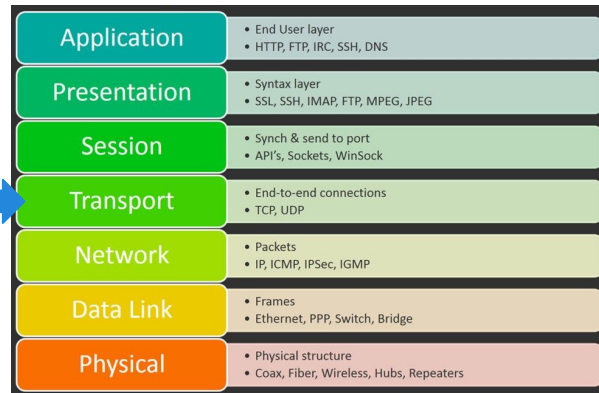 Application
• End User layer
• HTTP, FTP, IRC, SSH, DNS
Presentation
• Syntax layer
• SSL, SSH, IMAP, FTP, MPEG, JPEG
Session
• Synch & send to port
• API's, Sockets, WinSock
Transport
• End-to-end connections
• TCP, UDP
Network
• Packets
• IP, ICMP, IPSec, IGMP
Data Link
• Frames
• Ethernet, PPP, Switch, Bridge
Physical
• Physical structure
• Coax, Fiber, Wireless, Hubs, Repeaters